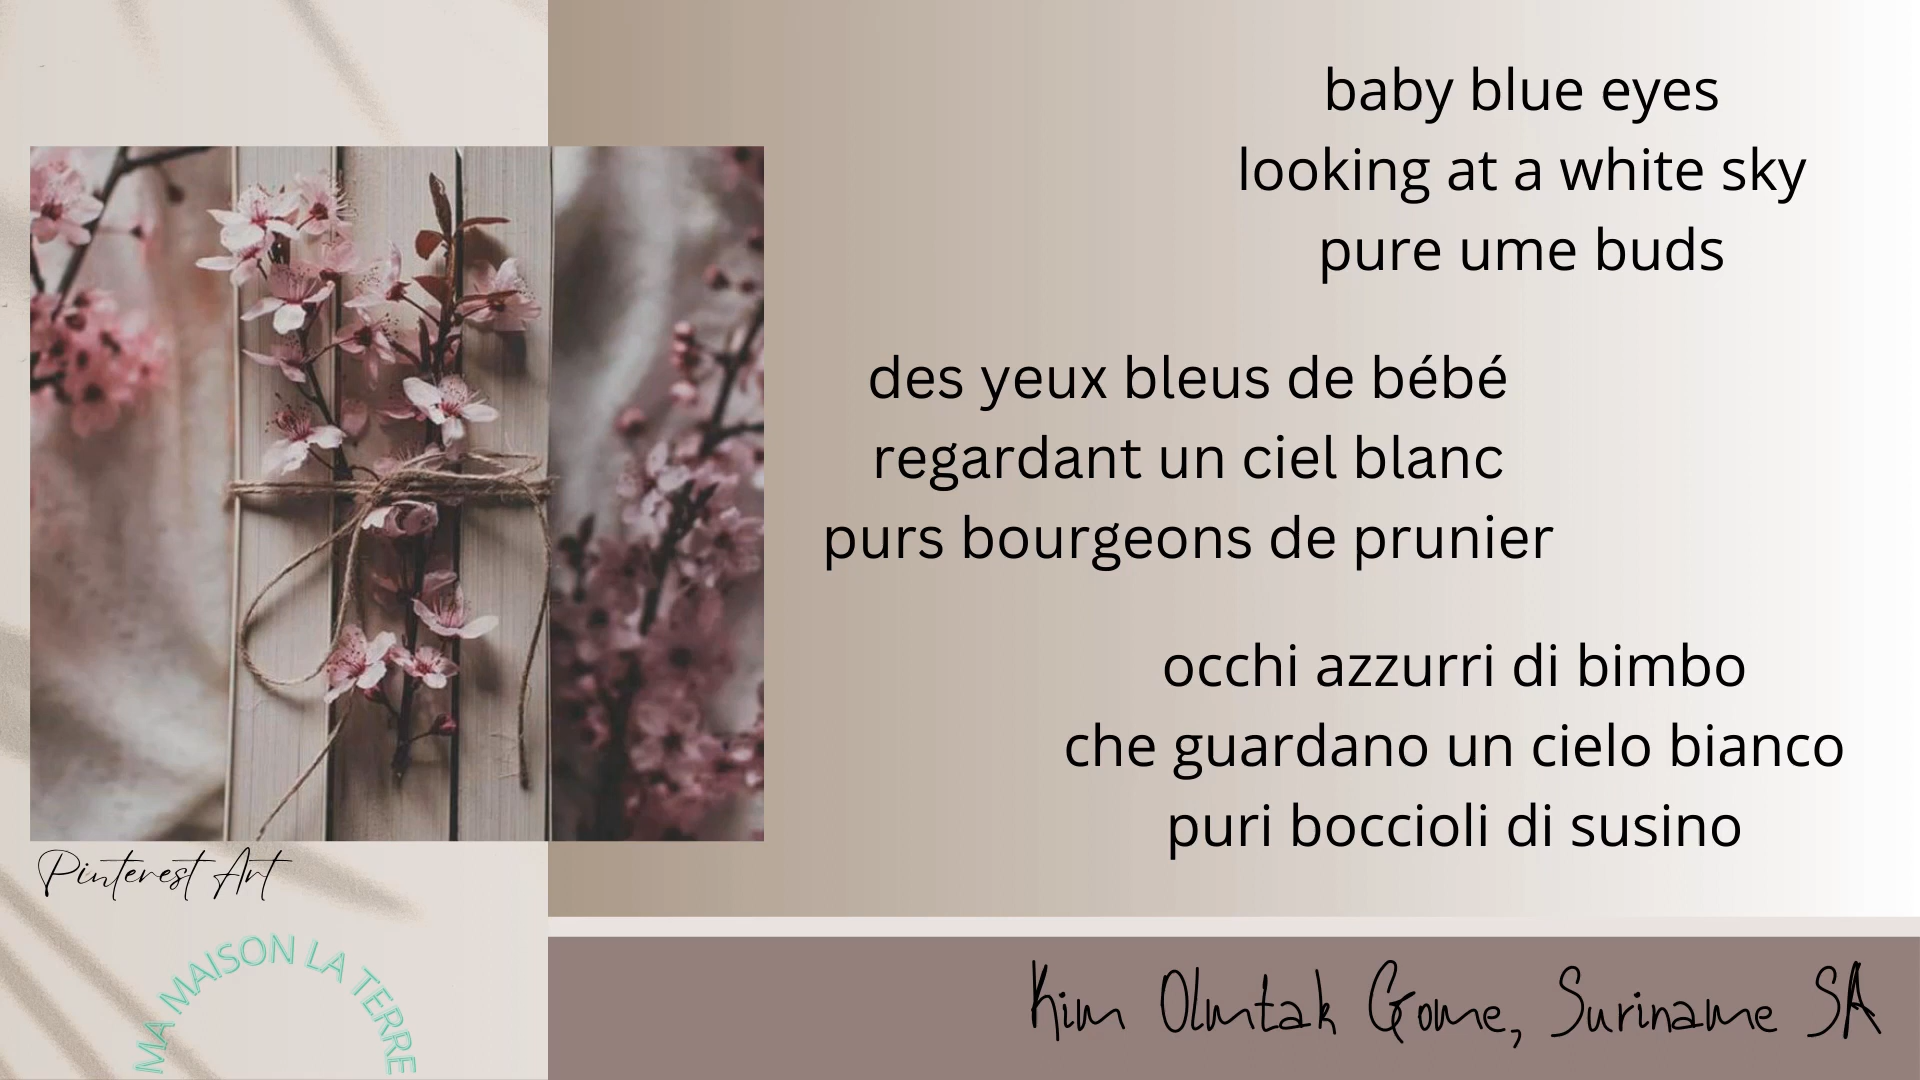 baby blue eyes
looking at a white sky
pure ume buds
des yeux bleus de bébé
regardant un ciel blanc
purs bourgeons de prunier
occhi azzurri di bimbo
che guardano un cielo bianco
puri boccioli di susino
Pinterest Art
MA MAISON LA TERRE
Kim Olmtak Gome, Suriname SA